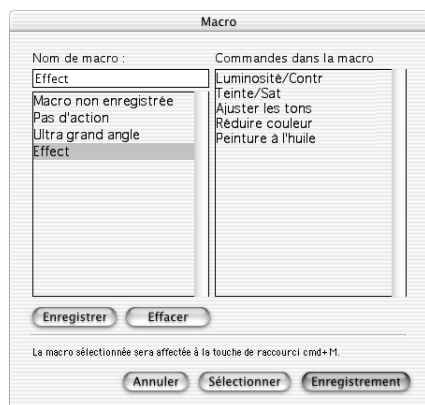 Macro
Nom de macro :
Effect
Macro non enregistrée
Pas d'action
Ultra grand angle
Effect
Commandes dans la macro
Luminosité/Contr
Teinte/Sat
Ajuster les tons
Réduire couleur
Peinture à l'huile
Enregistrer
Effacer
La macro sélectionnée sera affectée à la touche de raccourci cmd+M.
Annuler
Sélectionner
Enregistrement